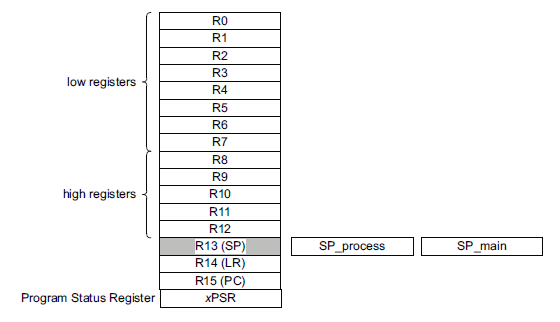 R0
R1
R2
R3
low registers
R4
R5
R6
R7
R8
R9
high registers
R10
R11
R12
R13 (SP)
SP_process
SP_main
R14 (LR)
R15 (PC)
Program Status Register
xPSR